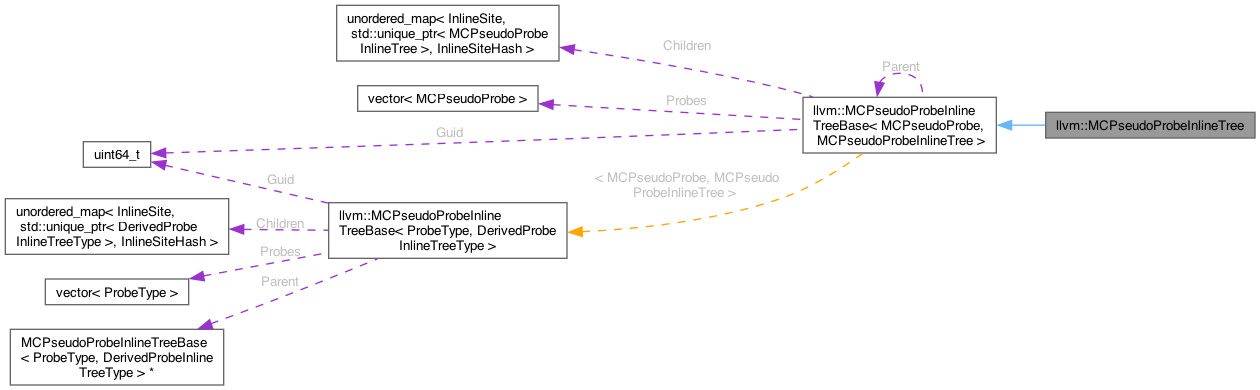 unordered_map< InlineSite,
std::unique_ptr< MCPseudoProbe
InlineTree >, InlineSiteHash >
Children
Parent
vector< MCPseudoProbe >
Probes
llvm::MCPseudoProbeInline
TreeBase< MCPseudoProbe,
MCPseudoProbeInlineTree >
llvm::MCPseudoProbeInlineTree
Guid
uint64_t
Guid
< MCPseudoProbe, MCPseudo
ProbeInlineTree >
unordered_map< InlineSite,
std::unique_ptr< DerivedProbe
InlineTreeType >, InlineSiteHash >
Children
llvm::MCPseudoProbeInline
TreeBase< ProbeType, DerivedProbe
InlineTreeType >
Probes
vector< ProbeType >
Parent
MCPseudoProbeInlineTreeBase
< ProbeType, DerivedProbeInline
TreeType > *